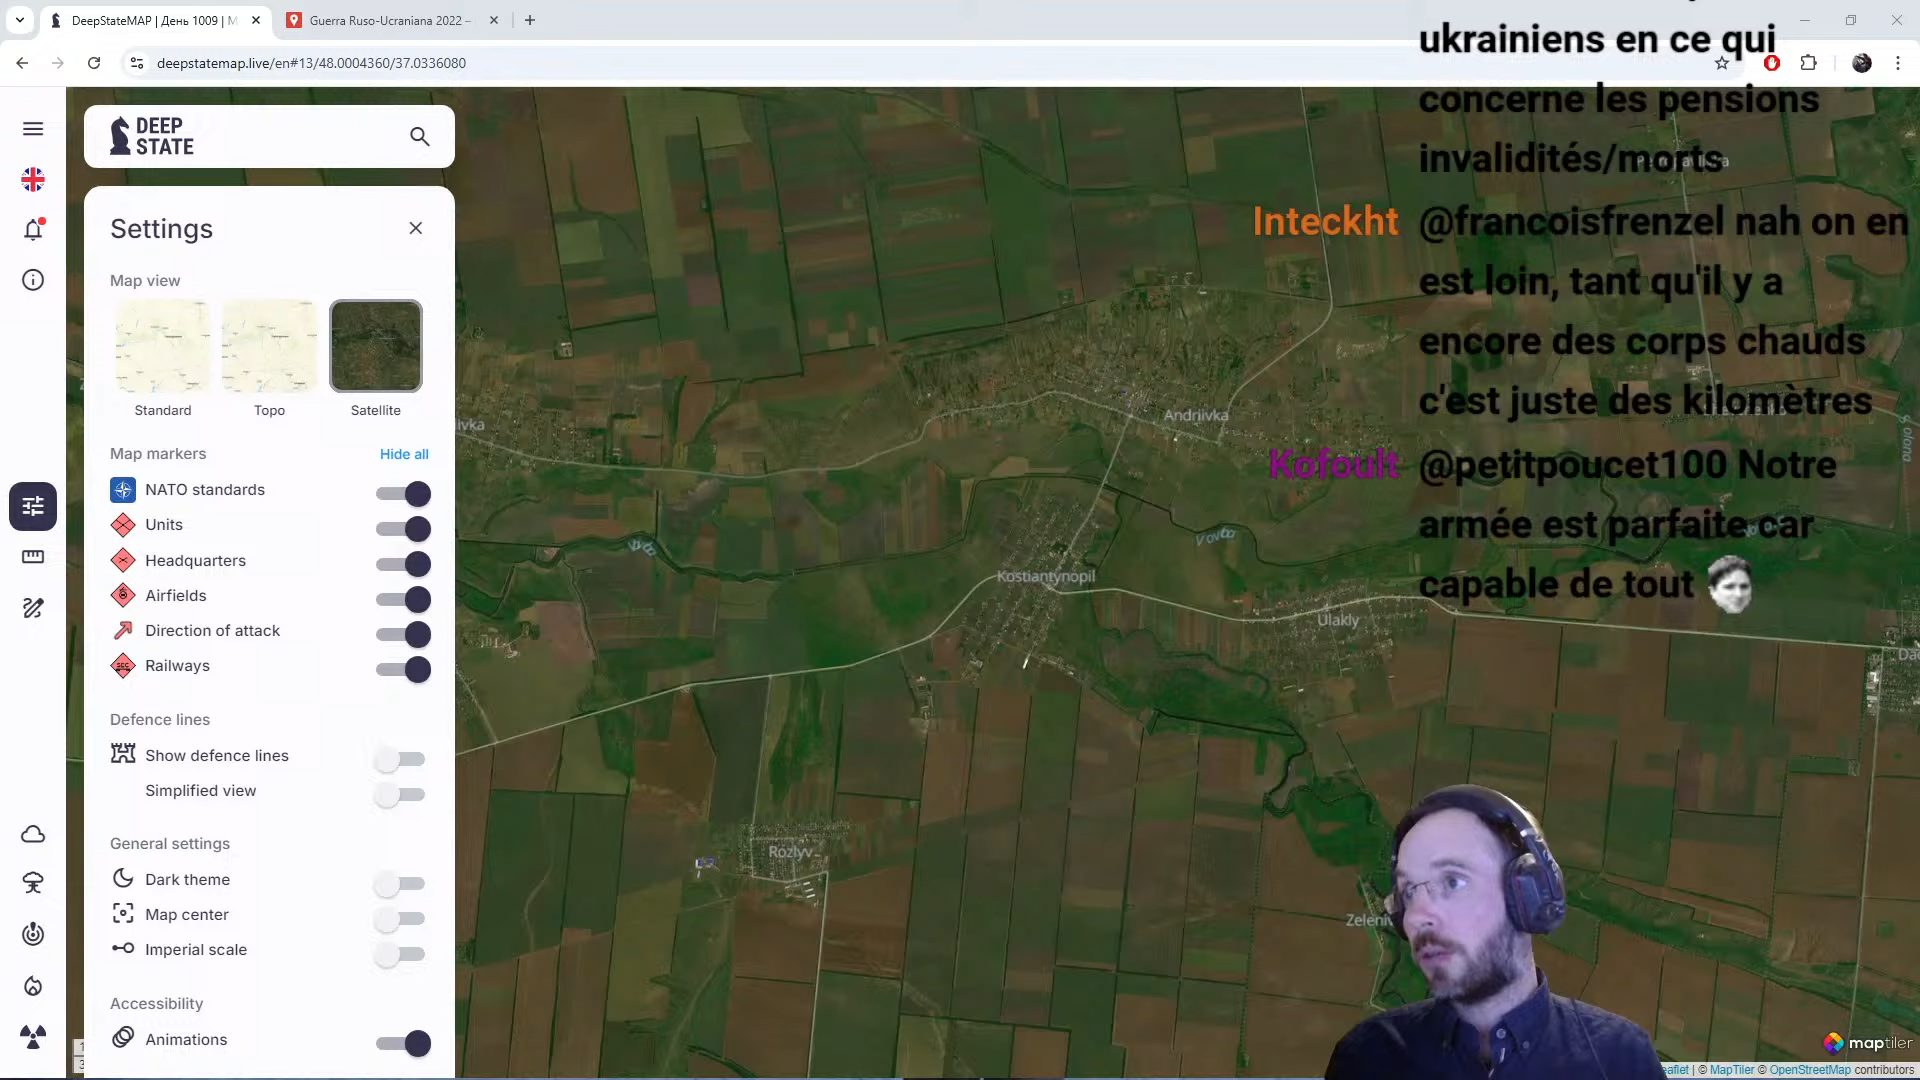 DeepStateMAP | День 1009 | М
Guerra Ruso-Ucraniana 2022 –
deepstatemap.live/en#13/48.0004360/37.0336080
DEEP
STATE
Settings
Map view
Standard
Topo
Satellite
Map markers
Hide all
NATO standards
Units
Headquarters
Airfields
Direction of attack
Railways
Defence lines
Show defence lines
Simplified view
General settings
Dark theme
Map center
Imperial scale
Accessibility
Animations
ivka
Andriivka
Kostiantynopil
Vovcha
Ulakly
Rozlyv
Zeleniv
Solona
ukrainiens en ce qui
concerne les pensions
invalidités/morts
Inteckht @francoisfrenzel nah on en
est loin, tant qu'il y a
encore des corps chauds
c'est juste des kilomètres
Kofoult @petitpoucet100 Notre
armée est parfaite car
capable de tout
maptiler
eaflet | © MapTiler © OpenStreetMap contributors